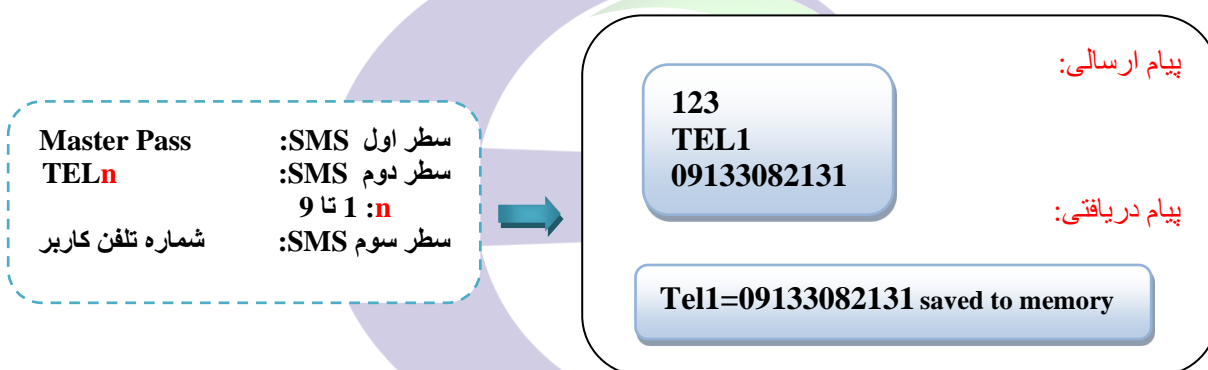 سطر اول SMS: Master Pass
سطر دوم SMS: TELn
n: 1 تا 9
سطر سوم SMS: شماره تلفن کاربر
پیام ارسالی:
123
TEL1
09133082131
پیام دریافتی:
Tel1=09133082131 saved to memory